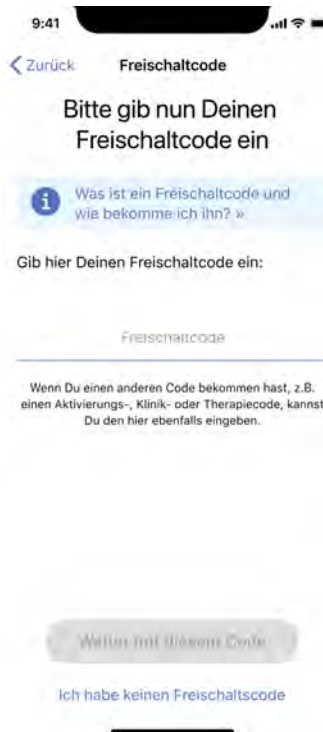 9:41
Zurück Freischaltcode
Bitte gib nun Deinen
Freischaltcode ein
Was ist ein Freischaltcode und
wie bekomme ich ihn? »
Gib hier Deinen Freischaltcode ein:
Freischaltcode
Wenn Du einen anderen Code bekommen hast, z.B.
einen Aktivierungs-, Klinik- oder Therapiecode, kannst
Du den hier ebenfalls eingeben.
Weiter mit diesem Code
Ich habe keinen Freischaltscode